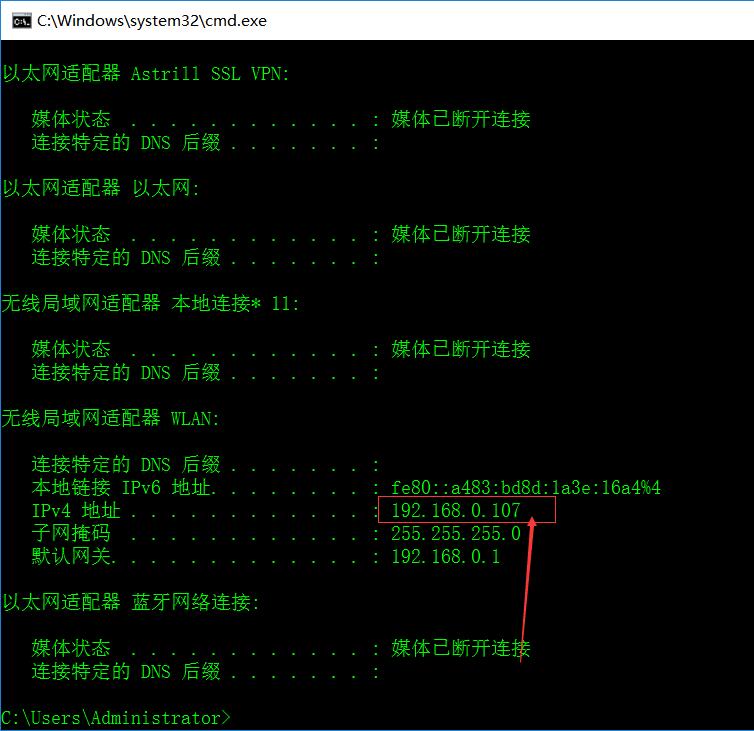 C:\Windows\system32\cmd.exe
以太网适配器 Astrill SSL VPN:
媒体状态 . . . . . . . . . . . . : 媒体已断开连接
连接特定的 DNS 后缀 . . . . . . . :
以太网适配器 以太网:
媒体状态 . . . . . . . . . . . . : 媒体已断开连接
连接特定的 DNS 后缀 . . . . . . . :
无线局域网适配器 本地连接* 11:
媒体状态 . . . . . . . . . . . . : 媒体已断开连接
连接特定的 DNS 后缀 . . . . . . . :
无线局域网适配器 WLAN:
连接特定的 DNS 后缀 . . . . . . . :
本地链接 IPv6 地址. . . . . . . . : fe80::a483:bd8d:1a3e:16a4%4
IPv4 地址 . . . . . . . . . . . . : 192.168.0.107
子网掩码 . . . . . . . . . . . . : 255.255.255.0
默认网关. . . . . . . . . . . . . : 192.168.0.1
以太网适配器 蓝牙网络连接:
媒体状态 . . . . . . . . . . . . : 媒体已断开连接
连接特定的 DNS 后缀 . . . . . . . :
C:\Users\Administrator>